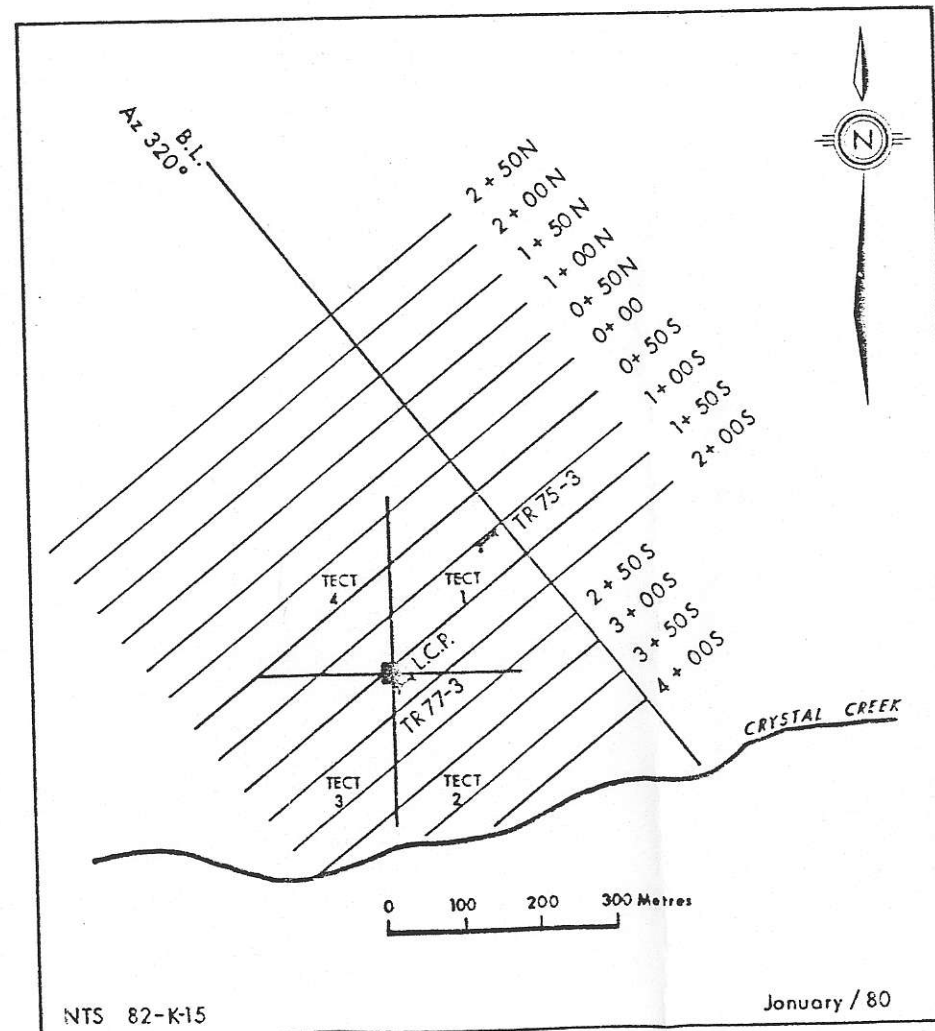 N
B.L.
Az 320°
2 + 50N
2 + 00N
1 + 50N
1 + 00N
0 + 50N
0 + 00
0 + 50S
1 + 00S
1 + 50S
2 + 00S
TR 75-3
TECT
4
TECT
1
2 + 50S
3 + 00S
3 + 50S
4 + 00S
L.C.P.
TR 77-3
CRYSTAL CREEK
TECT
3
TECT
2
0 100 200 300 Metres
NTS 82-K-15
January / 80